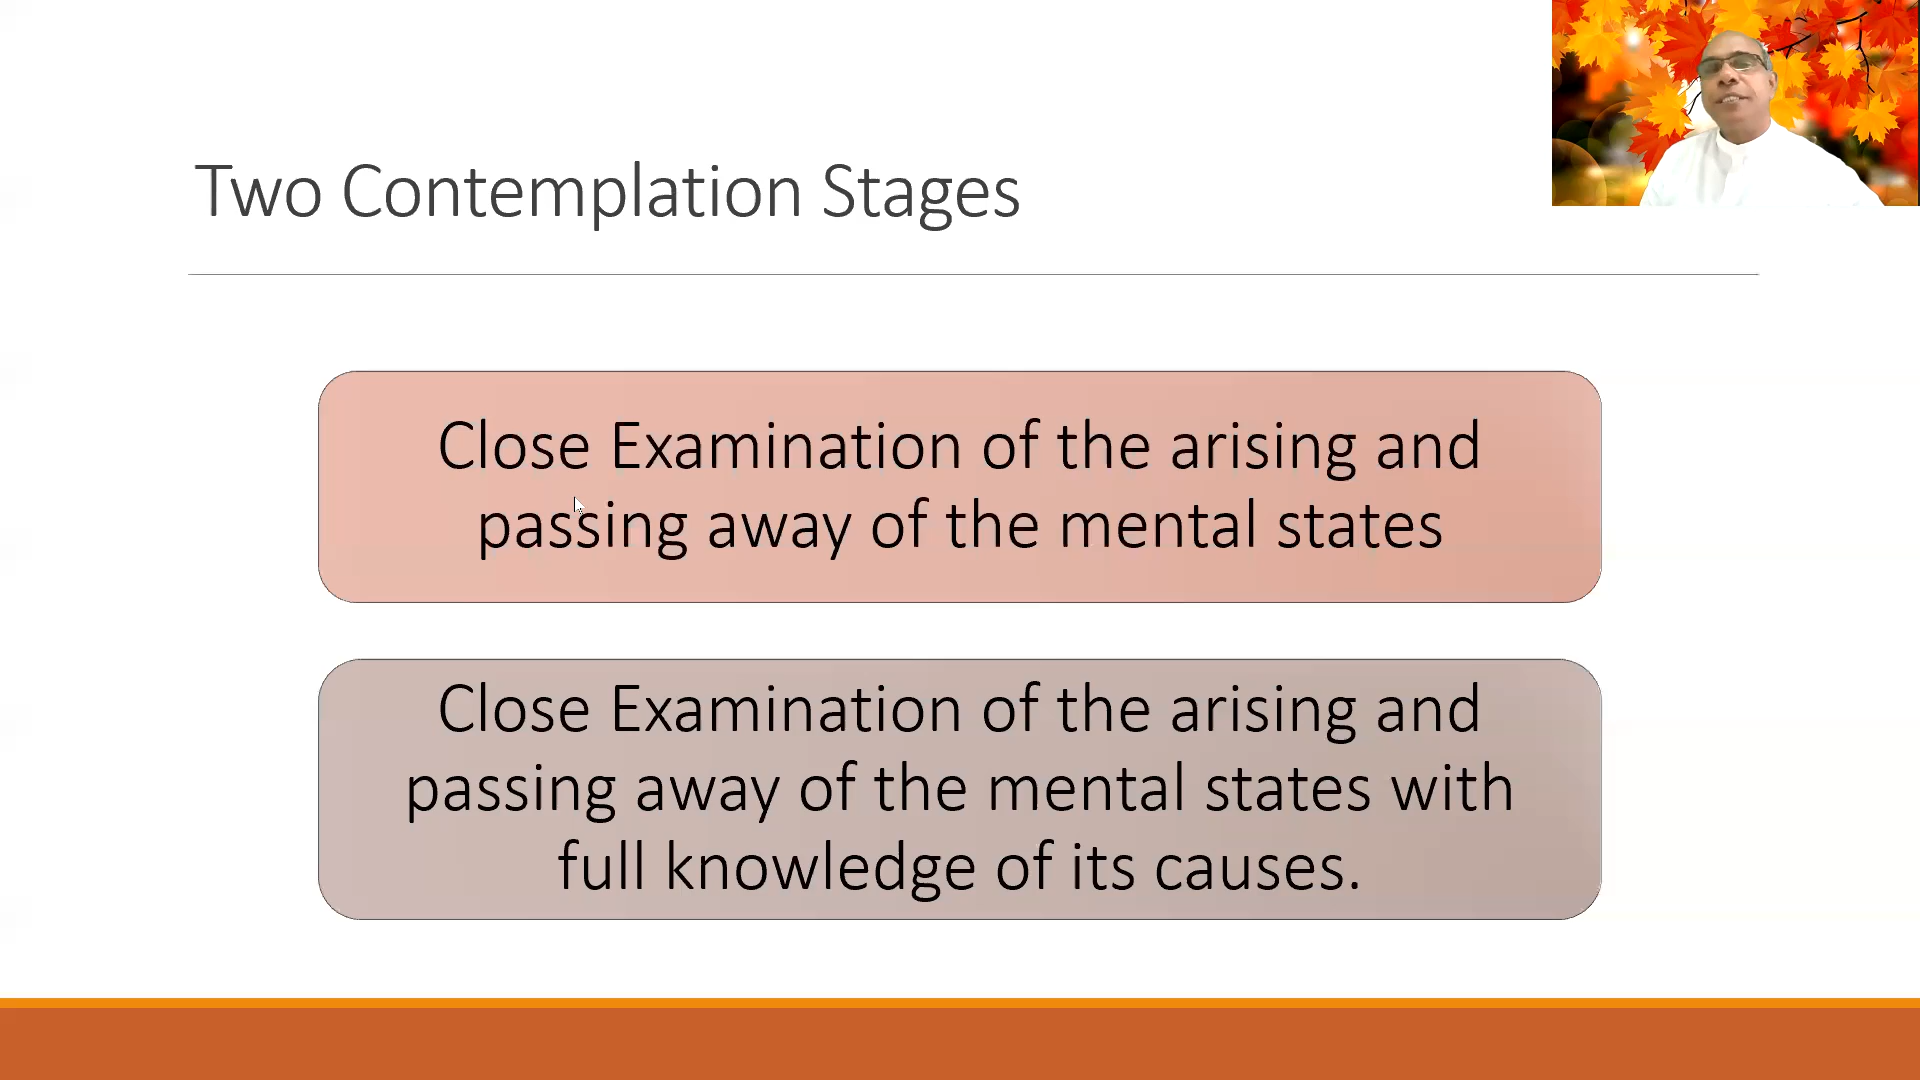 Two Contemplation Stages
Close Examination of the arising and
passing away of the mental states
Close Examination of the arising and
passing away of the mental states with
full knowledge of its causes.